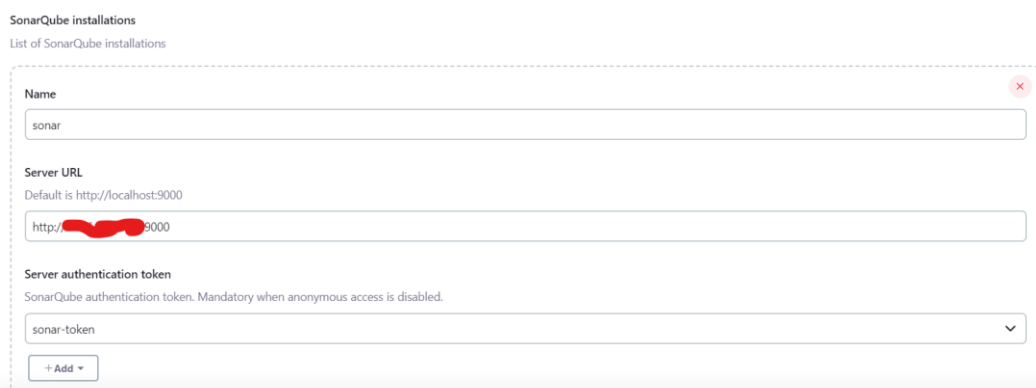 SonarQube installations
List of SonarQube installations
Name
sonar
Server URL
Default is http://localhost:9000
http:/ 9000
Server authentication token
SonarQube authentication token. Mandatory when anonymous access is disabled.
sonar-token
+ Add